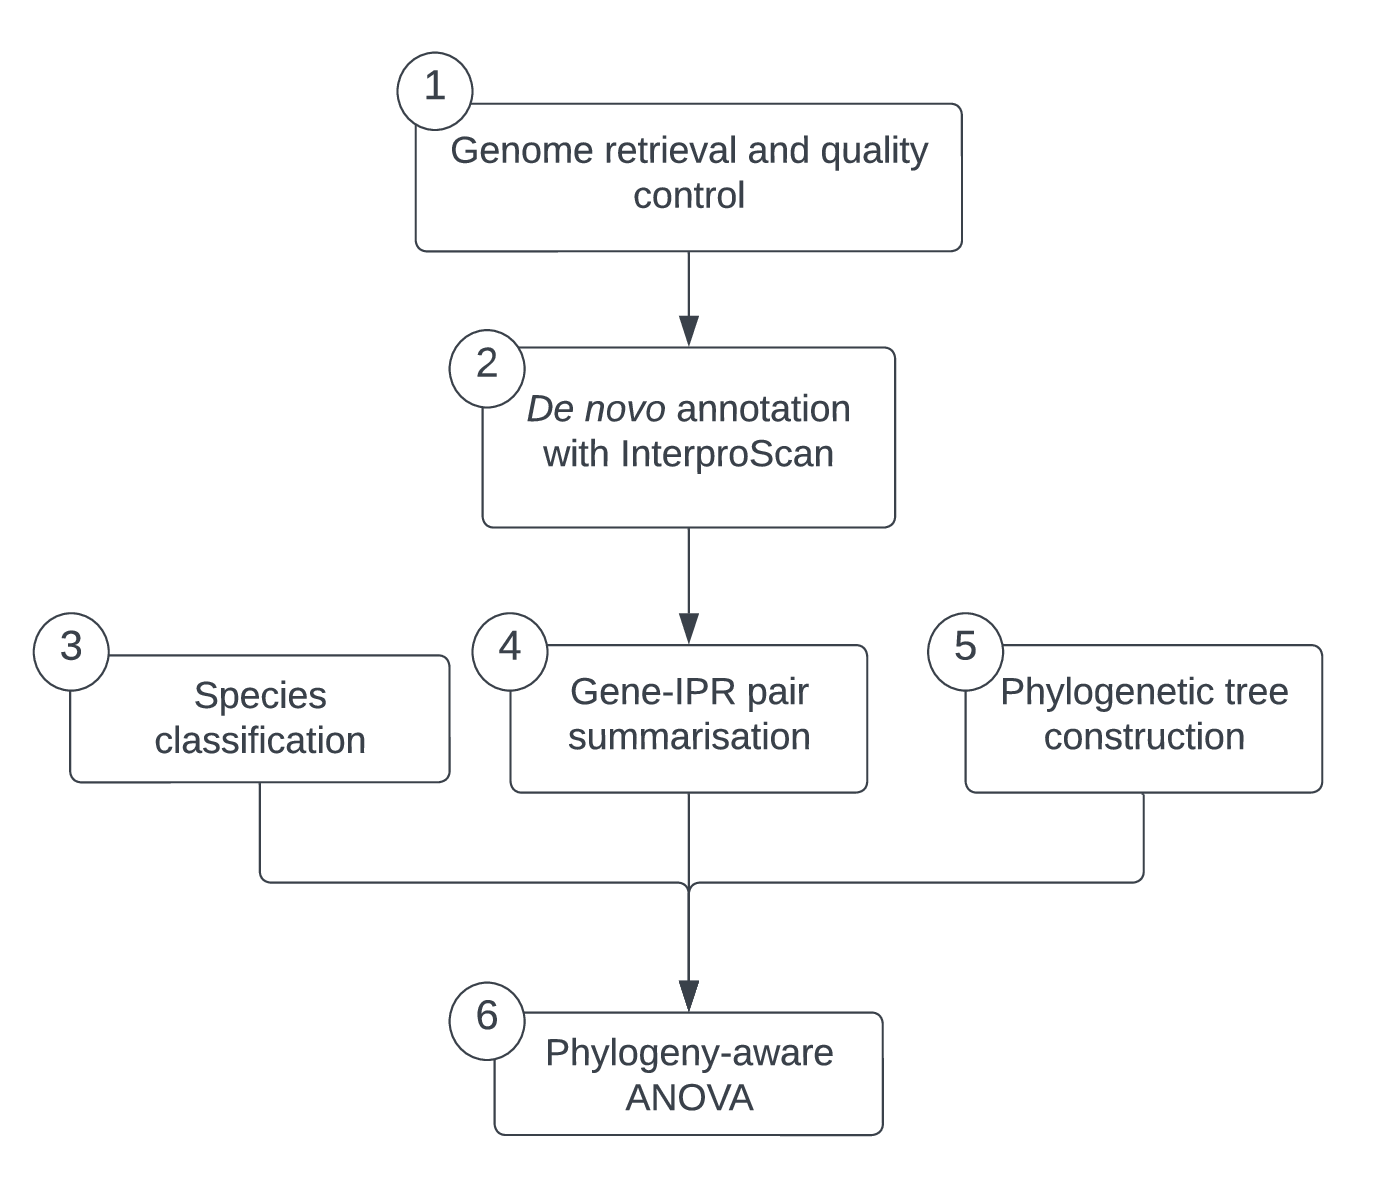 1
Genome retrieval and quality
control
2
De novo annotation
with InterproScan
3
Species
classification
4
Gene-IPR pair
summarisation
5
Phylogenetic tree
construction
6
Phylogeny-aware
ANOVA